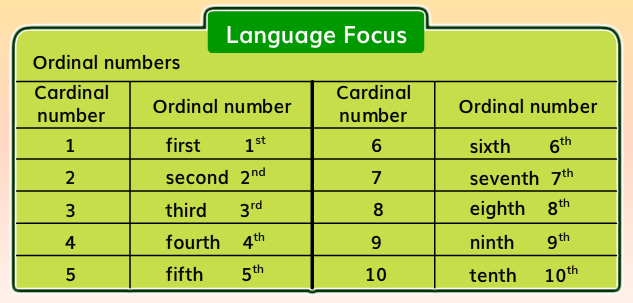 Language Focus
Ordinal numbers
Cardinal number Ordinal number Cardinal number Ordinal number
1 first 1st 6 sixth 6th
2 second 2nd 7 seventh 7th
3 third 3rd 8 eighth 8th
4 fourth 4th 9 ninth 9th
5 fifth 5th 10 tenth 10th